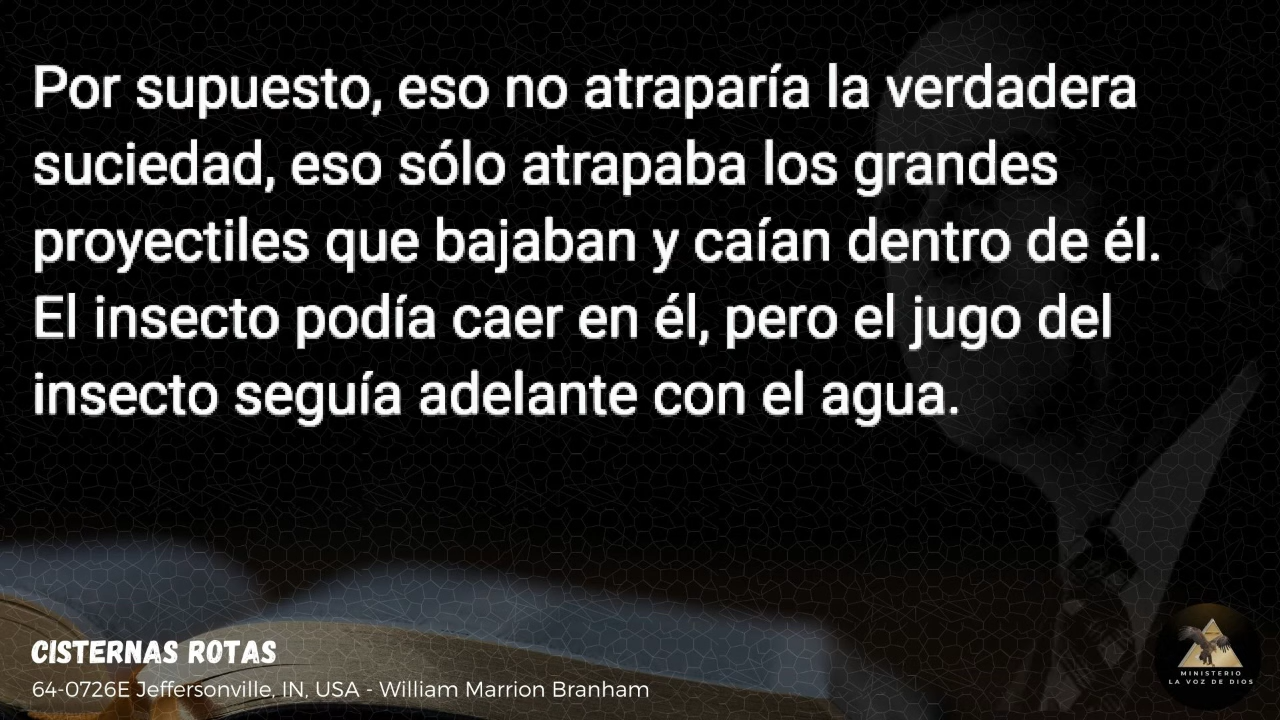 Por supuesto, eso no atraparía la verdadera
suciedad, eso sólo atrapaba los grandes
proyectiles que bajaban y caían dentro de él.
El insecto podía caer en él, pero el jugo del
insecto seguía adelante con el agua.
CISTERNAS ROTAS
64-0726E Jeffersonville, IN, USA - William Marrion Branham
MINISTERIO
LA VOZ DE DIOS